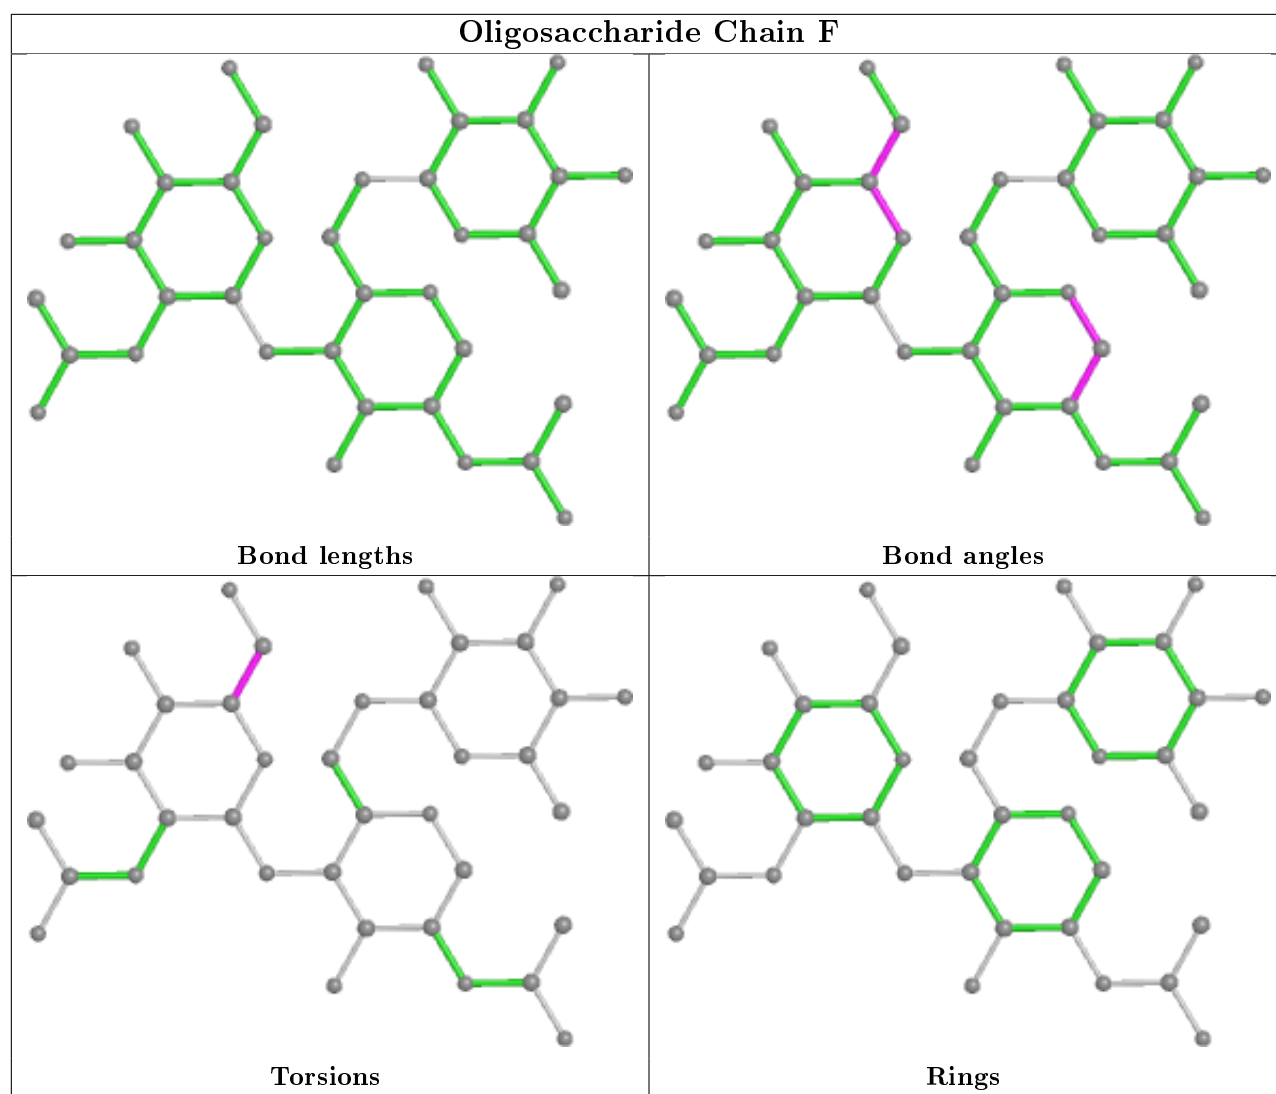 Oligosaccharide Chain F
Bond lengths
Bond angles
Torsions
Rings